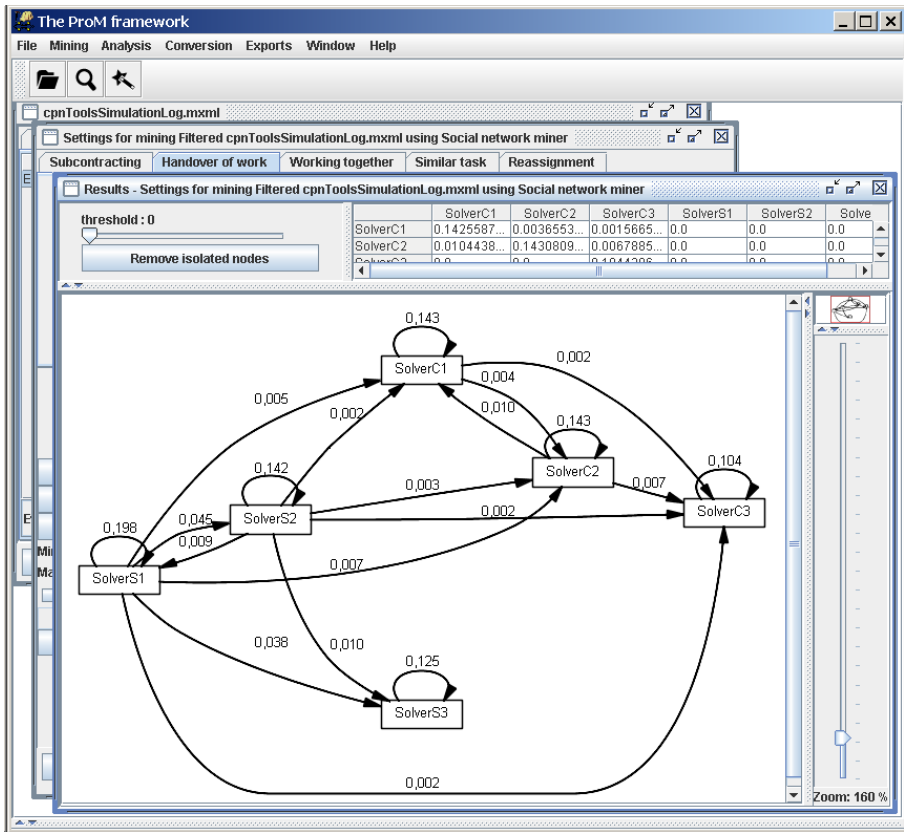 The ProM framework
File Mining Analysis Conversion Exports Window Help
cpnToolsSimulationLog.mxml
Settings for mining Filtered cpnToolsSimulationLog.mxml using Social network miner
Subcontracting Handover of work Working together Similar task Reassignment
Results - Settings for mining Filtered cpnToolsSimulationLog.mxml using Social network miner
threshold : 0
Remove isolated nodes
SolverC1 SolverC2 SolverC3 SolverS1 SolverS2 Solve
SolverC1 0.1425587... 0.0036553... 0.0015665... 0.0 0.0 0.0
SolverC2 0.0104438... 0.1430809... 0.0067885... 0.0 0.0 0.0
0,143
SolverC1
0,002
0,004
0,005
0,002
0,010
0,143
SolverC2
0,142
0,104
0,003
0,007
SolverC3
SolverS2
0,002
0,198
0,045
0,009
0,007
SolverS1
0,038
0,010
0,125
SolverS3
0,002
Zoom: 160 %